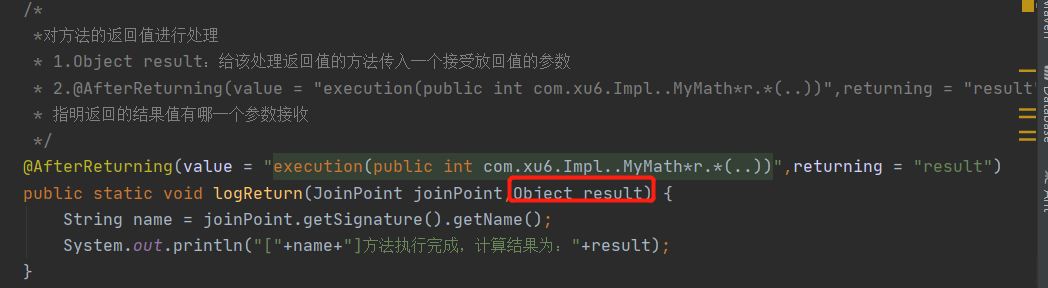 /*
*对方法的返回值进行处理
* 1.Object result：给该处理返回值的方法传入一个接受放回值的参数
* 2.@AfterReturning(value = "execution(public int com.xu6.Impl..MyMath*r.*(..))",returning = "result"
* 指明返回的结果值有哪一个参数接收
*/
@AfterReturning(value = "execution(public int com.xu6.Impl..MyMath*r.*(..))",returning = "result")
public static void logReturn(JoinPoint joinPoint,Object result) {
String name = joinPoint.getSignature().getName();
System.out.println("["+name+"]方法执行完成，计算结果为："+result);
}
Maven
Database